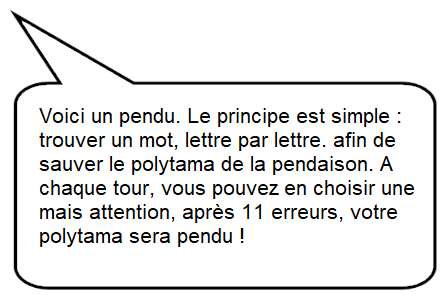 Voici un pendu. Le principe est simple :
trouver un mot, lettre par lettre. afin de
sauver le polytama de la pendaison. A
chaque tour, vous pouvez en choisir une
mais attention, après 11 erreurs, votre
polytama sera pendu !